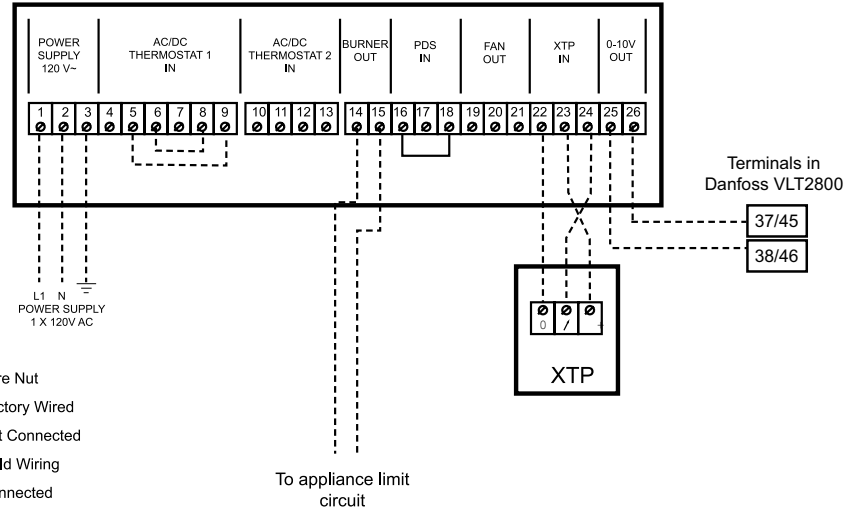 POWER
SUPPLY
120 V~
AC/DC
THERMOSTAT 1
IN
AC/DC
THERMOSTAT 2
IN
BURNER
OUT
PDS
IN
FAN
OUT
XTP
IN
0-10V
OUT
1 2 3 4 5 6 7 8 9 10 11 12 13 14 15 16 17 18 19 20 21 22 23 24 25 26
Terminals in
Danfoss VLT2800
37/45
38/46
L1 N
POWER SUPPLY
1 X 120V AC
0 / +
XTP
re Nut
ctory Wired
t Connected
ld Wiring
nnected
To appliance limit
circuit